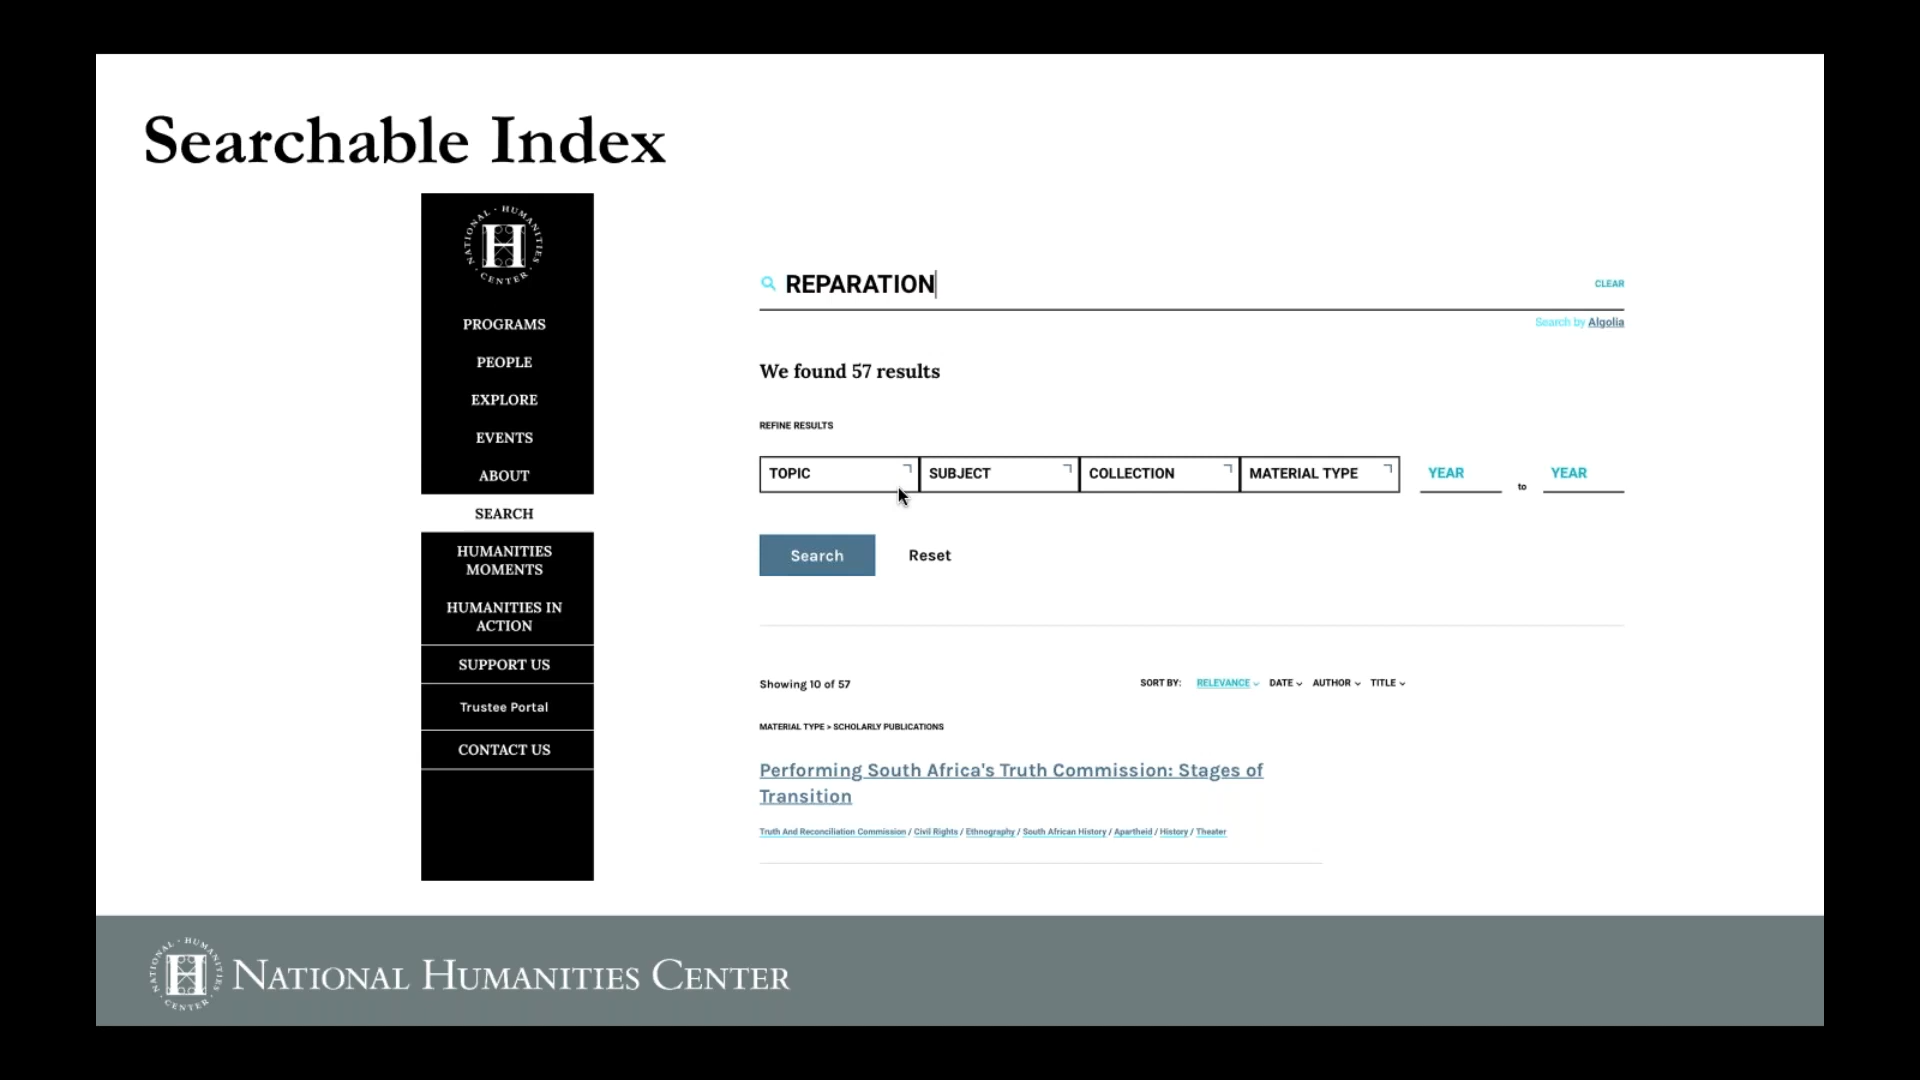 Searchable Index
NATIONAL · HUMANITIES · CENTER ·
H
PROGRAMS
PEOPLE
EXPLORE
EVENTS
ABOUT
SEARCH
HUMANITIES
MOMENTS
HUMANITIES IN
ACTION
SUPPORT US
Trustee Portal
CONTACT US
REPARATION
CLEAR
Search by Algolia
We found 57 results
REFINE RESULTS
TOPIC SUBJECT COLLECTION MATERIAL TYPE YEAR to YEAR
Search Reset
Showing 10 of 57
SORT BY: RELEVANCE DATE AUTHOR TITLE
MATERIAL TYPE > SCHOLARLY PUBLICATIONS
Performing South Africa's Truth Commission: Stages of
Transition
Truth And Reconciliation Commission / Civil Rights / Ethnography / South African History / Apartheid / History / Theater
NATIONAL · HUMANITIES · CENTER ·
H
NATIONAL HUMANITIES CENTER